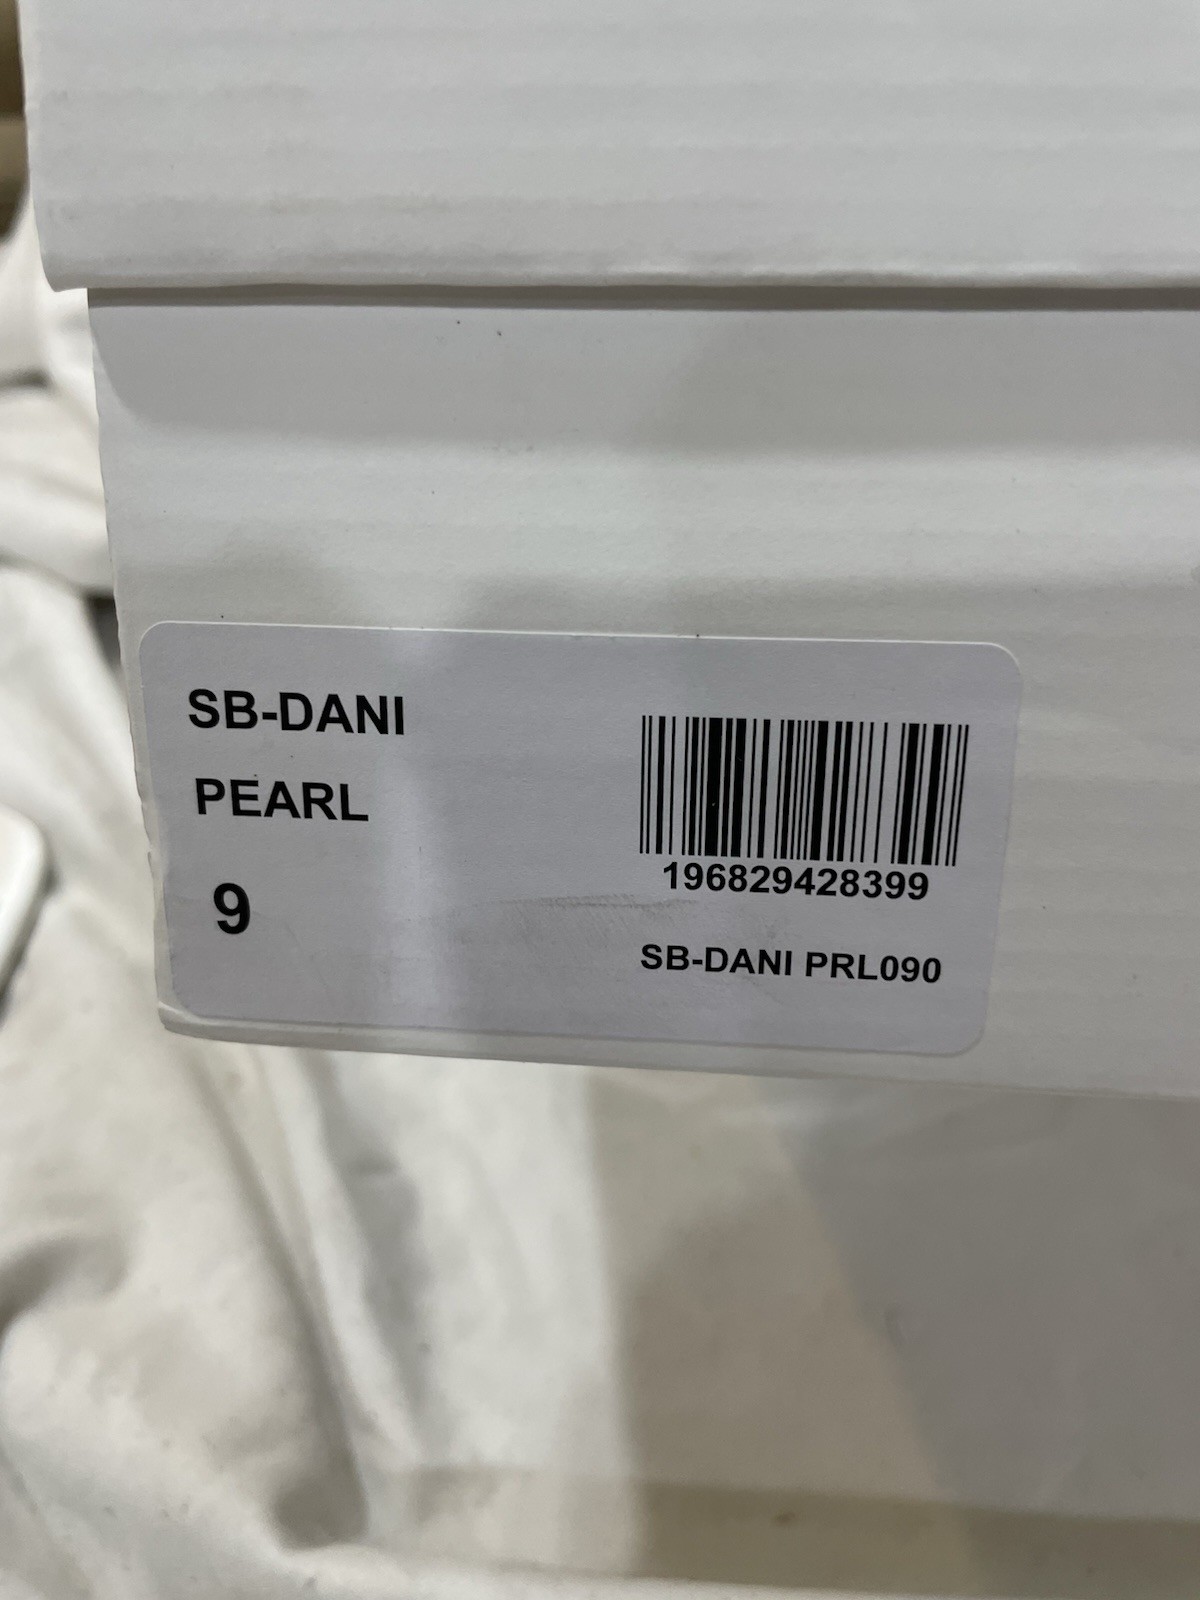 SB-DANI
PEARL
9
196829428399
SB-DANI PRL090